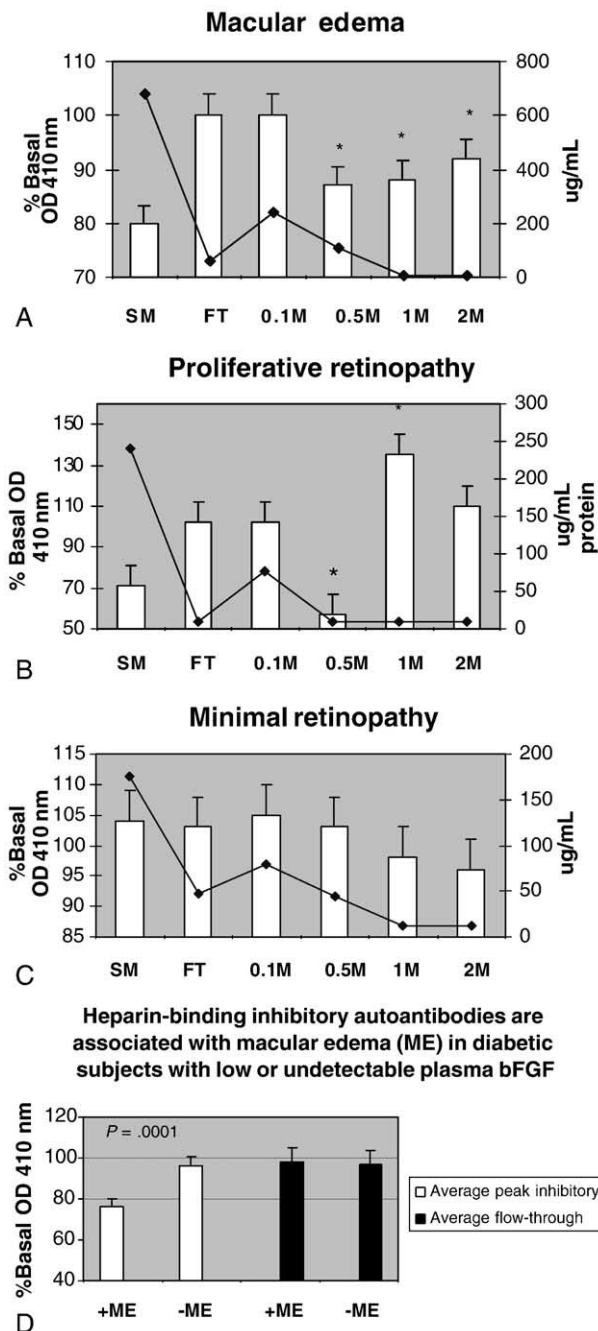 Macular edema
110
100
90
80
70
% Basal
OD 410 nm
800
600
400
200
0
ug/mL
* * *
SM FT 0.1M 0.5M 1M 2M
A
Proliferative retinopathy
150
130
110
90
70
50
% Basal OD
410 nm
300
250
200
150
100
50
0
ug/mL
protein
* *
SM FT 0.1M 0.5M 1M 2M
B
Minimal retinopathy
115
110
105
100
95
90
85
%Basal
OD 410 nm
200
150
100
50
0
ug/mL
SM FT 0.1M 0.5M 1M 2M
C
Heparin-binding inhibitory autoantibodies are
associated with macular edema (ME) in diabetic
subjects with low or undetectable plasma bFGF
%Basal OD 410 nm
120
100
80
60
40
P = .0001
+ME -ME +ME -ME
Average peak inhibitory
Average flow-through
D